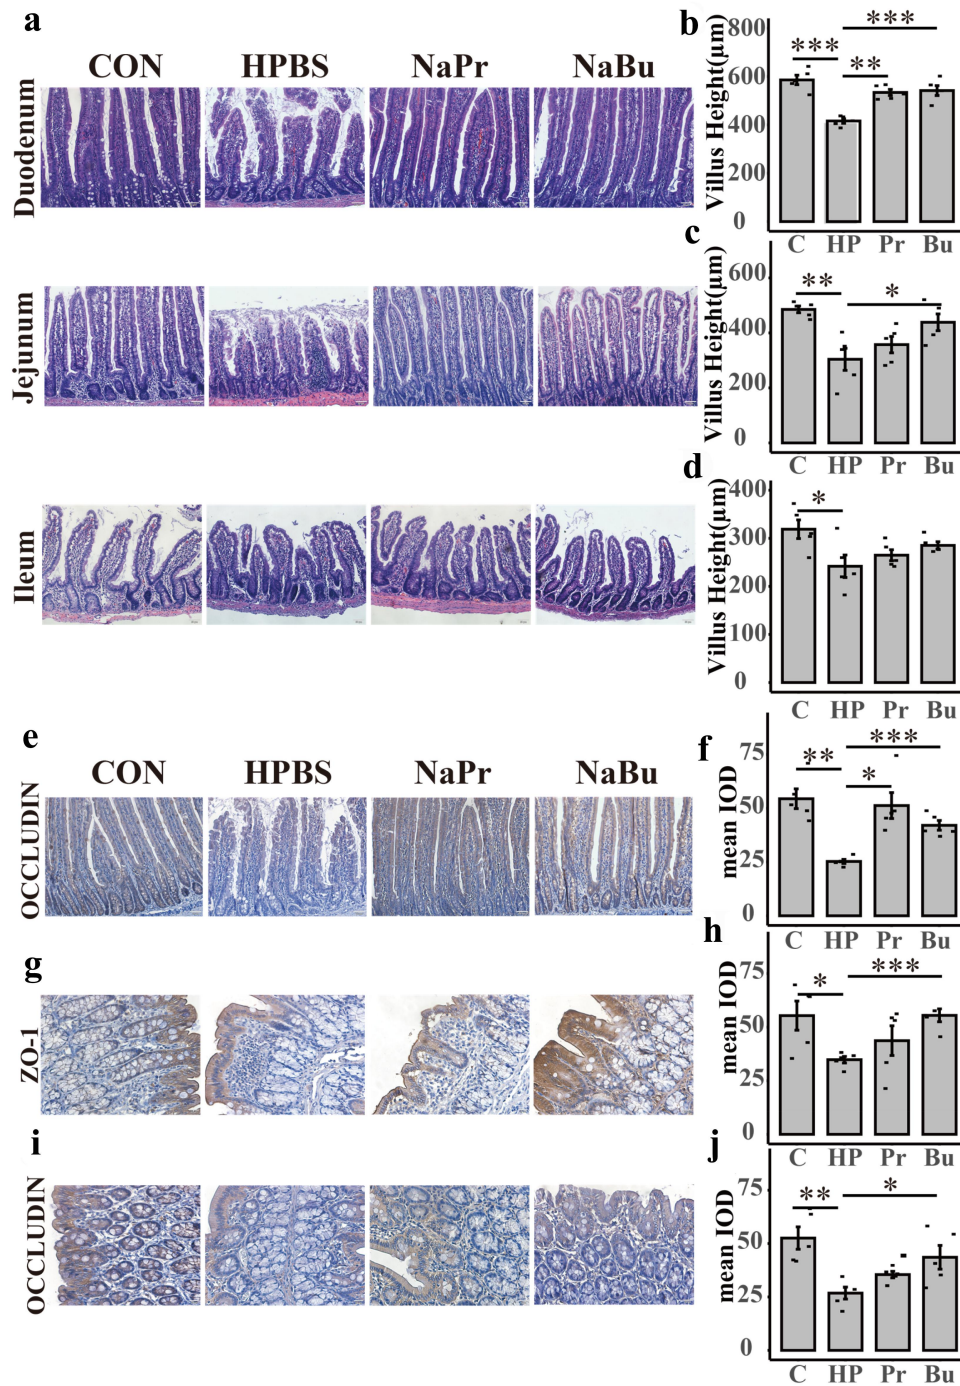 a
CON HPBS NaPr NaBu
Duodenum
Jejunum
Ileum
b
Villus Height(μm)
800
600
400
200
0
*** ** ***
C HP Pr Bu
c
Villus Height(μm)
600
400
200
0
** *
C HP Pr Bu
d
Villus Height(μm)
400
300
200
100
0
*
C HP Pr Bu
e
CON HPBS NaPr NaBu
OCCLUDIN
f
mean IOD
75
50
25
0
** * ***
C HP Pr Bu
g
ZO-1
h
mean IOD
75
50
25
0
* ***
C HP Pr Bu
i
OCCLUDIN
j
mean IOD
75
50
25
0
** *
C HP Pr Bu